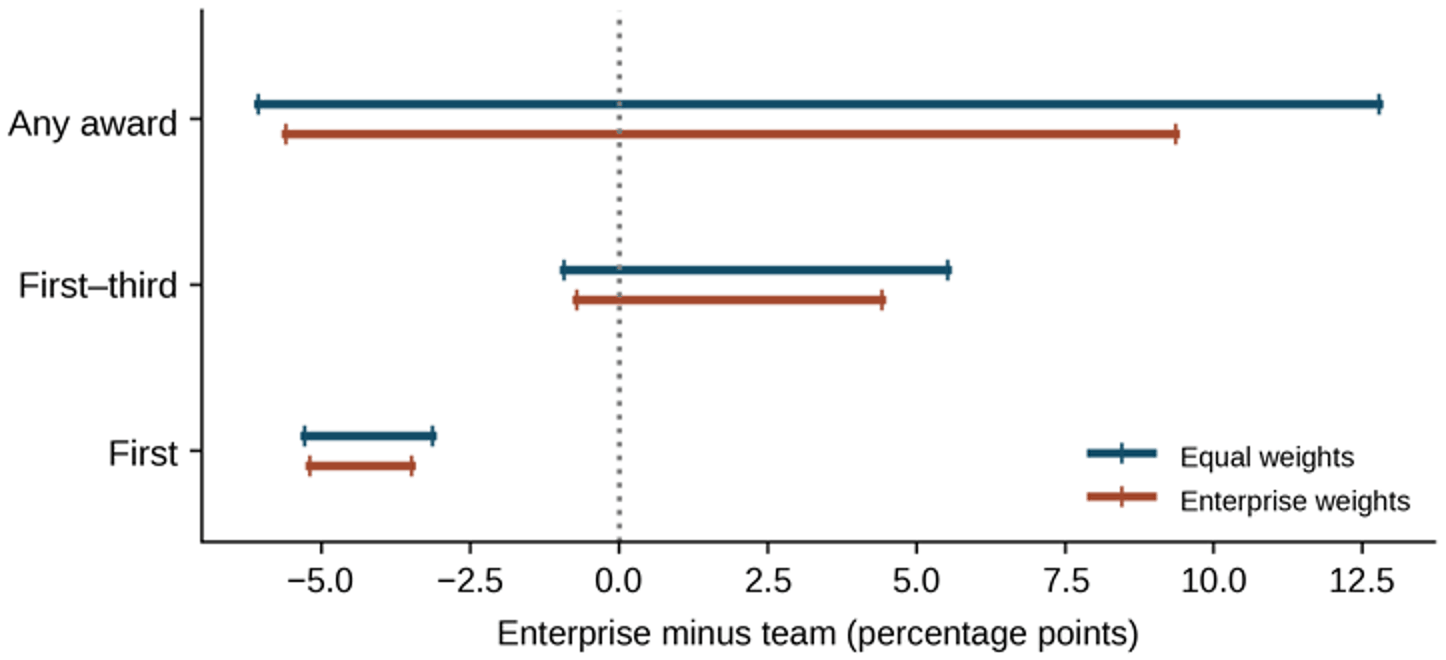 Any award
First–third
First
Equal weights
Enterprise weights
−5.0 −2.5 0.0 2.5 5.0 7.5 10.0 12.5
Enterprise minus team (percentage points)